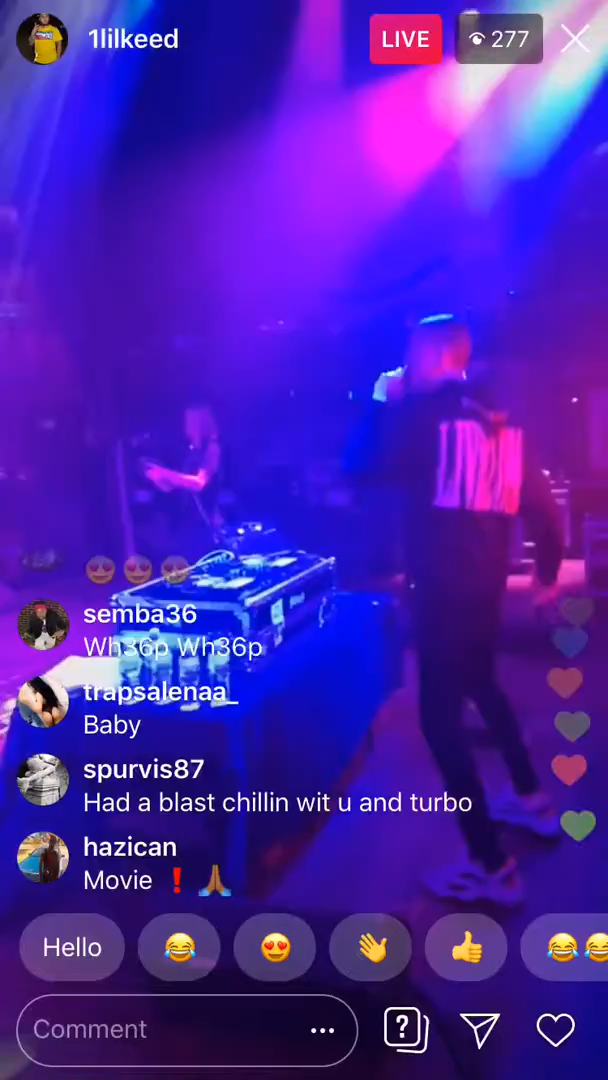 1lilkeed
LIVE
277
😍😍😍
semba36
Wh36p Wh36p
trapsalenaa_
Baby
spurvis87
Had a blast chillin wit u and turbo
hazican
Movie ❗🙏🏾
Hello 😂 😍 👋 👍 😂😂
Comment